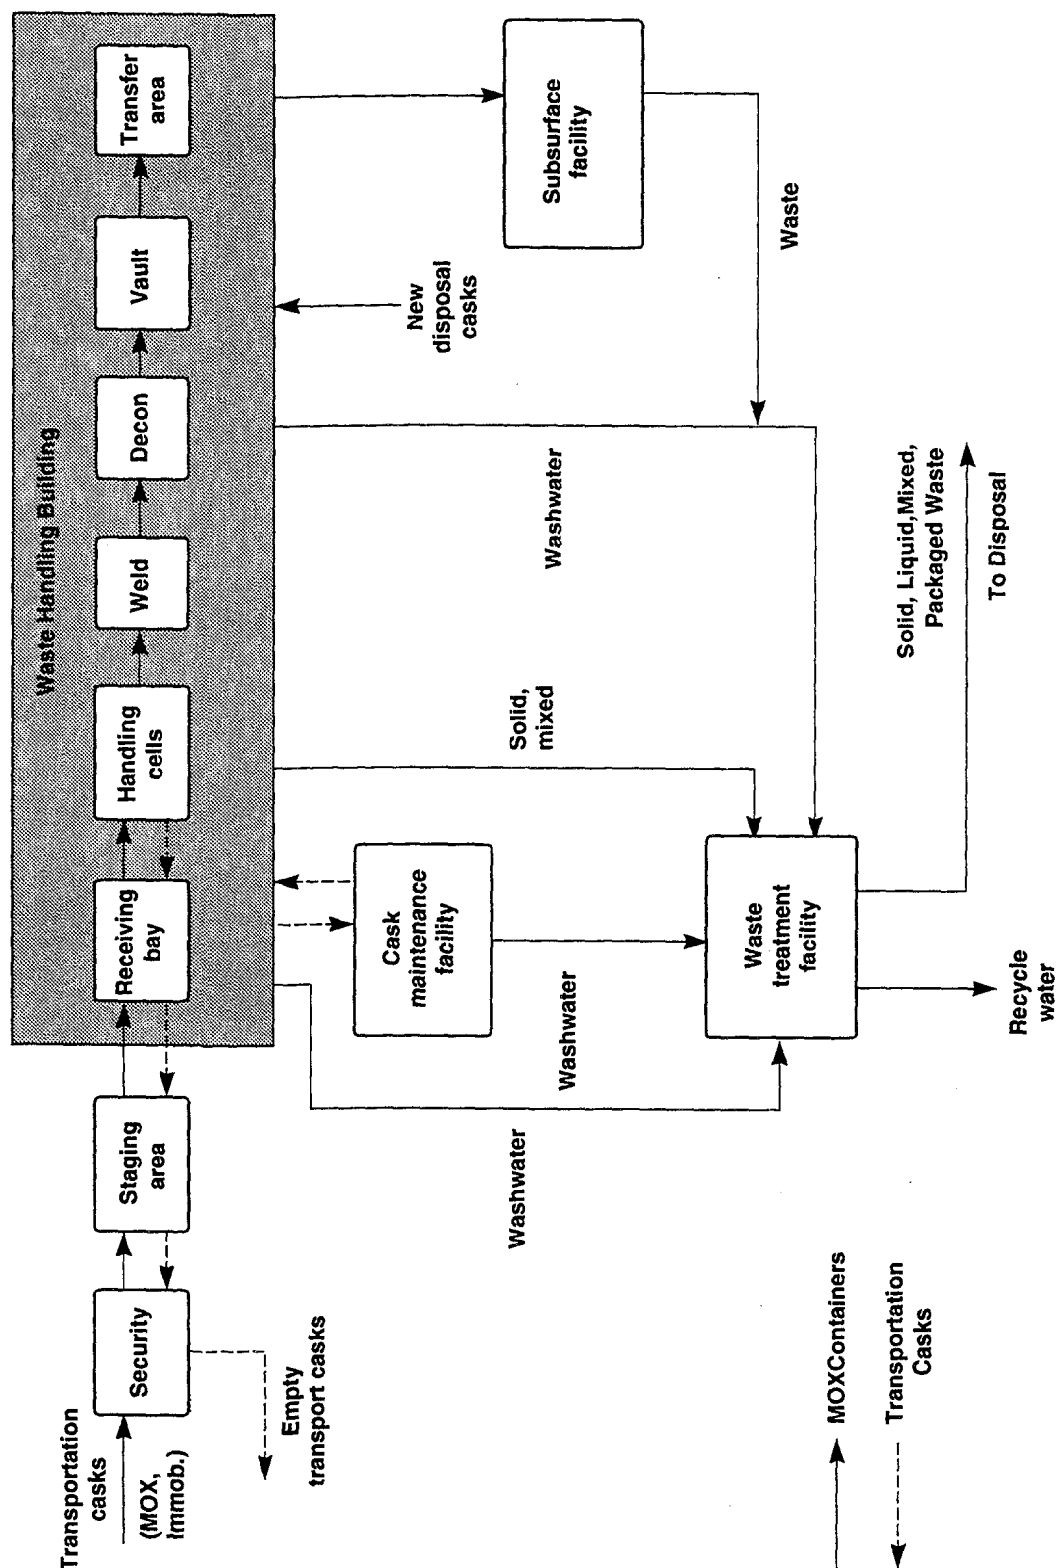 Transportation
casks
(MOX,
Immob.)
Security
Empty
transport casks
Staging
area
Waste Handling Building
Receiving
bay
Handling
cells
Weld
Decon
Vault
Transfer
area
New
disposal
casks
Subsurface
facility
Waste
Washwater
Solid,
mixed
Cask
maintenance
facility
Washwater
Washwater
Waste
treatment
facility
Solid, Liquid,Mixed,
Packaged Waste
To Disposal
Recycle
water
MOXContainers
Transportation
Casks